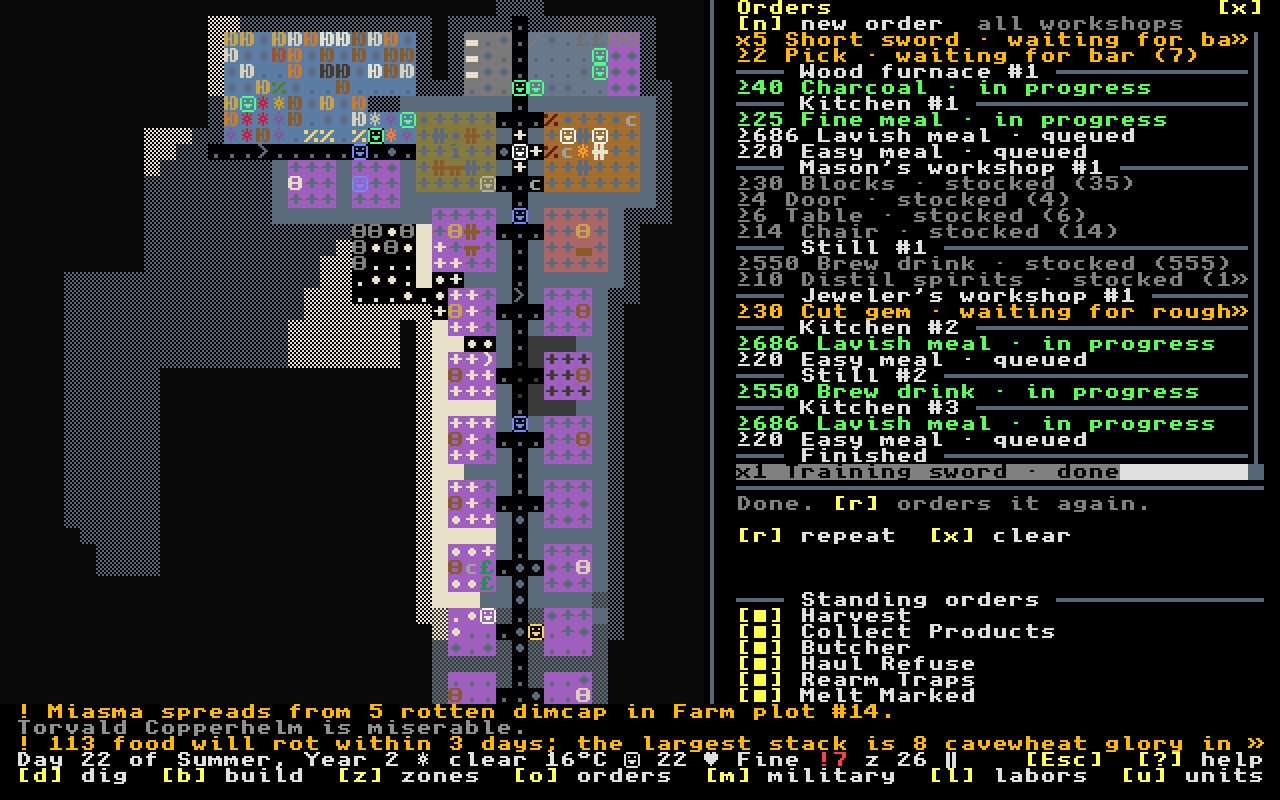 Orders [x]
[n] new order all workshops
x5 Short sword · waiting for ba»
≥2 Pick · waiting for bar (7)
Wood furnace #1
≥40 Charcoal · in progress
Kitchen #1
≥25 Fine meal · in progress
≥686 Lavish meal · queued
≥20 Easy meal · queued
Mason's workshop #1
≥30 Blocks · stocked (35)
≥4 Door · stocked (4)
≥6 Table · stocked (6)
≥14 Chair · stocked (14)
Still #1
≥550 Brew drink · stocked (555)
≥10 Distil spirits · stocked (1»
Jeweler's workshop #1
≥30 Cut gem · waiting for rough»
Kitchen #2
≥686 Lavish meal · in progress
≥20 Easy meal · queued
Still #2
≥550 Brew drink · in progress
Kitchen #3
≥686 Lavish meal · in progress
≥20 Easy meal · queued
Finished
x1 Training sword · done
Done. [r] orders it again.
[r] repeat [x] clear
Standing orders
[■] Harvest
[■] Collect Products
[■] Butcher
[■] Haul Refuse
[■] Rearm Traps
[■] Melt Marked
! Miasma spreads from 5 rotten dimcap in Farm plot #14.
Torvald Copperhelm is miserable.
! 113 food will rot within 3 days; the largest stack is 8 cavewheat glory in »
Day 22 of Summer, Year 2 ☼ clear 16°C ☺ 22 ♥ Fine !7 z 26 ‖ [Esc] [?] help
[d] dig [b] build [z] zones [o] orders [m] military [l] labors [u] units